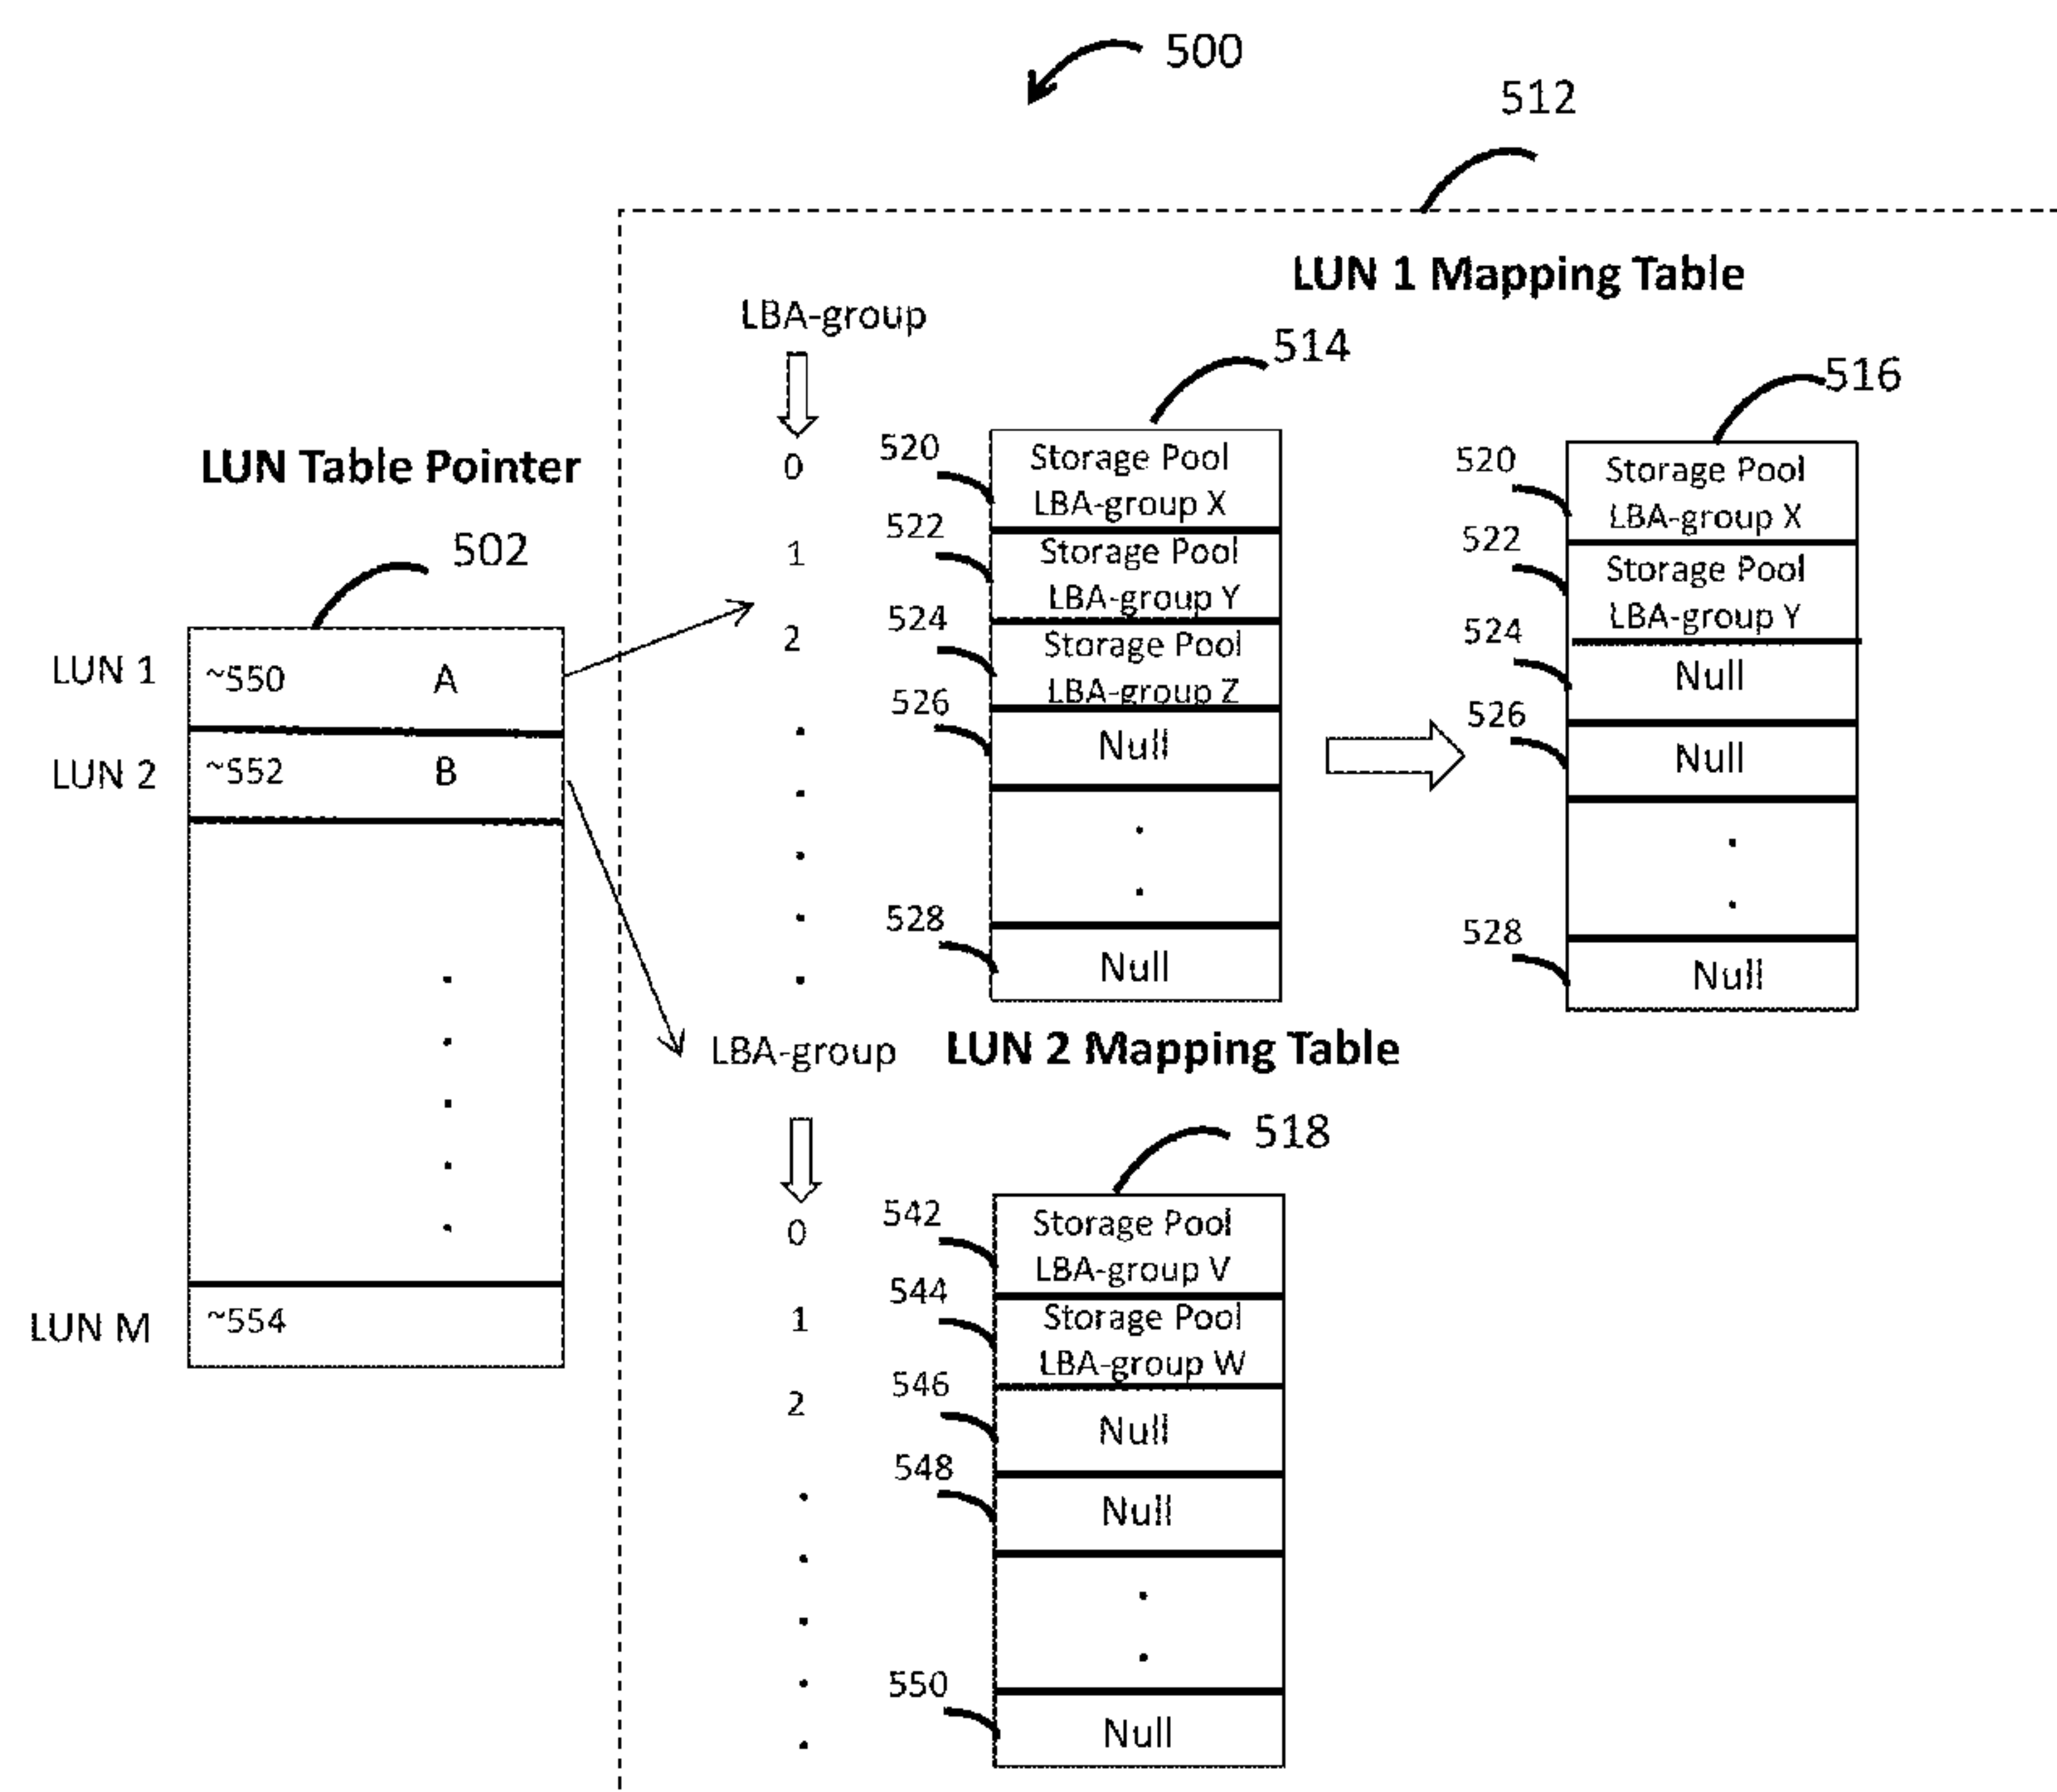 500
512
LUN 1 Mapping Table
LBA-group
514
516
LUN Table Pointer
502
LUN 1
~550 A
LUN 2
~552 B
LUN M
~554
0
1
2
520
Storage Pool
LBA-group X
522
Storage Pool
LBA-group Y
524
Storage Pool
LBA-group Z
526
Null
528
Null
520
Storage Pool
LBA-group X
522
Storage Pool
LBA-group Y
524
Null
526
Null
528
Null
LBA-group
LUN 2 Mapping Table
518
0
1
2
542
Storage Pool
LBA-group V
544
Storage Pool
LBA-group W
546
Null
548
Null
550
Null